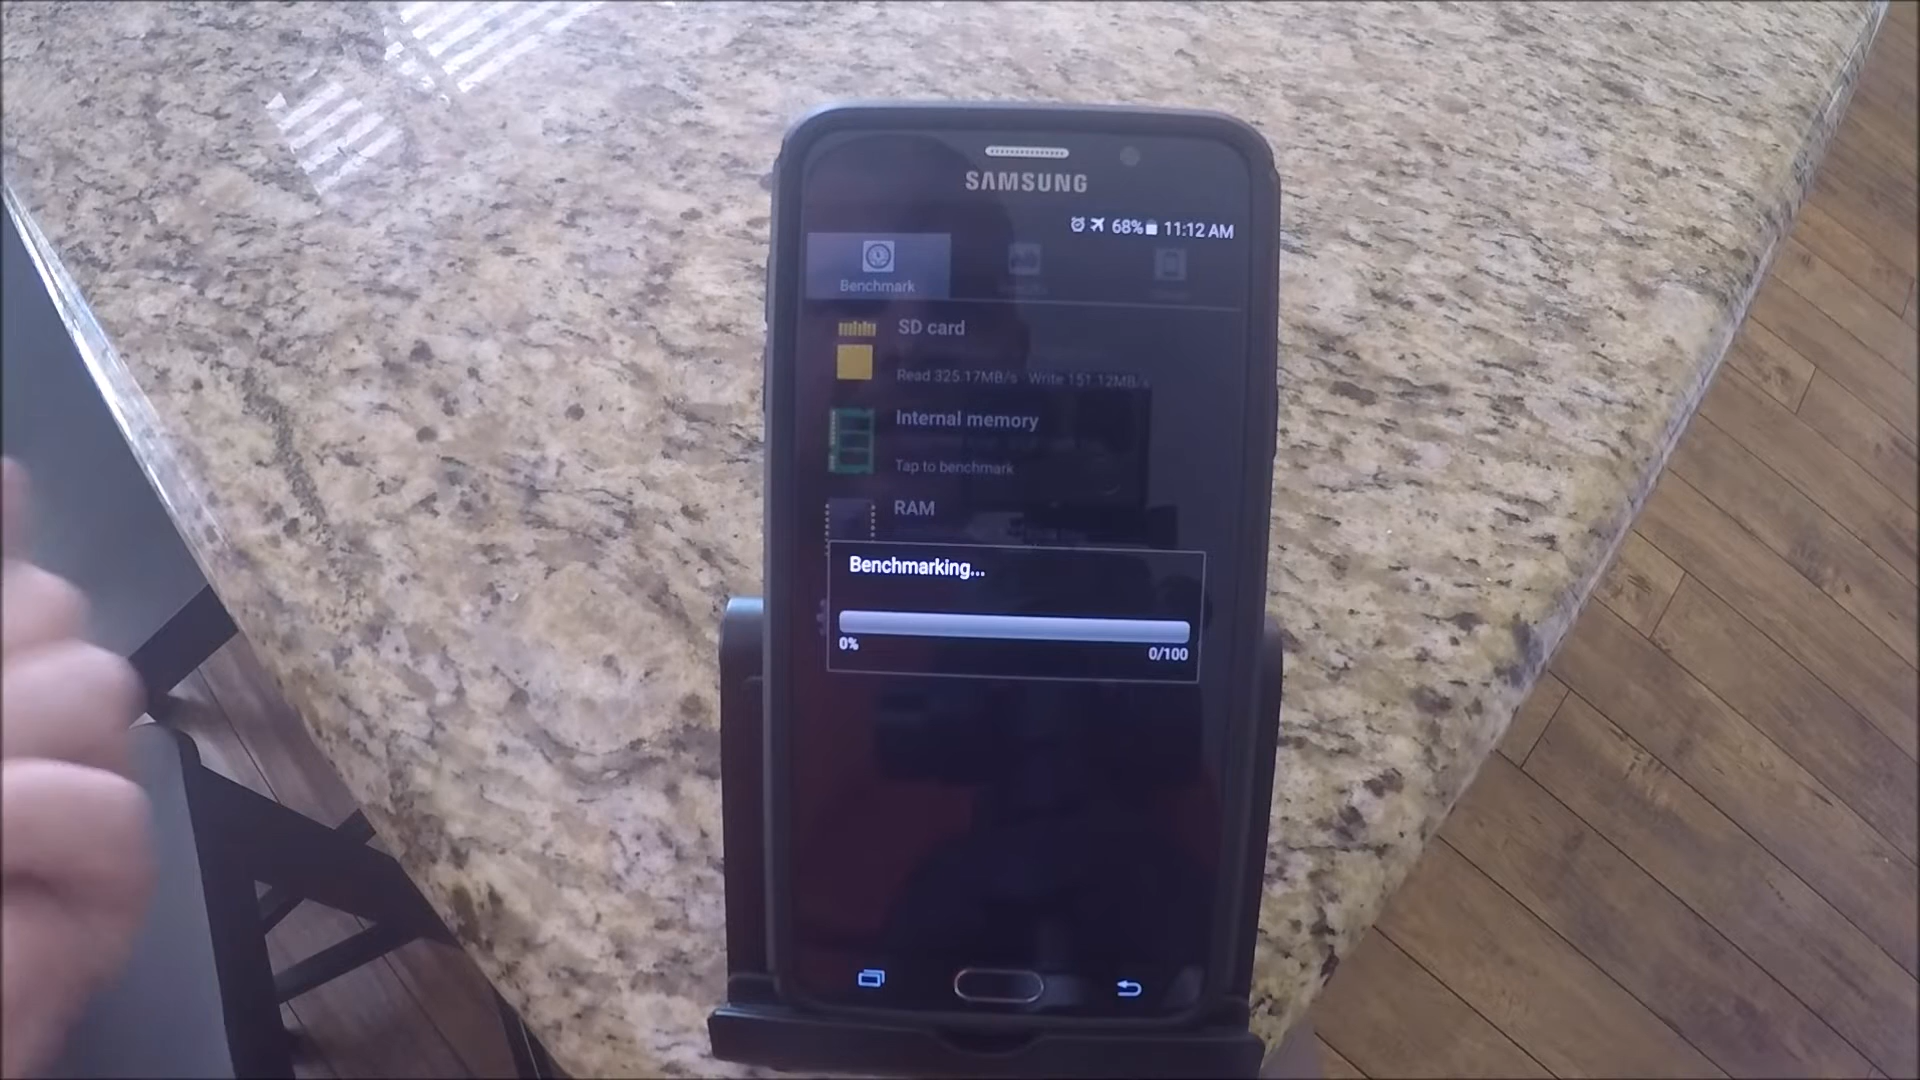 SAMSUNG
68% 11:12 AM
Benchmark
SD card
Read 325.17MB/s Write 151.12MB/s
Internal memory
Tap to benchmark
RAM
Benchmarking...
0% 0/100